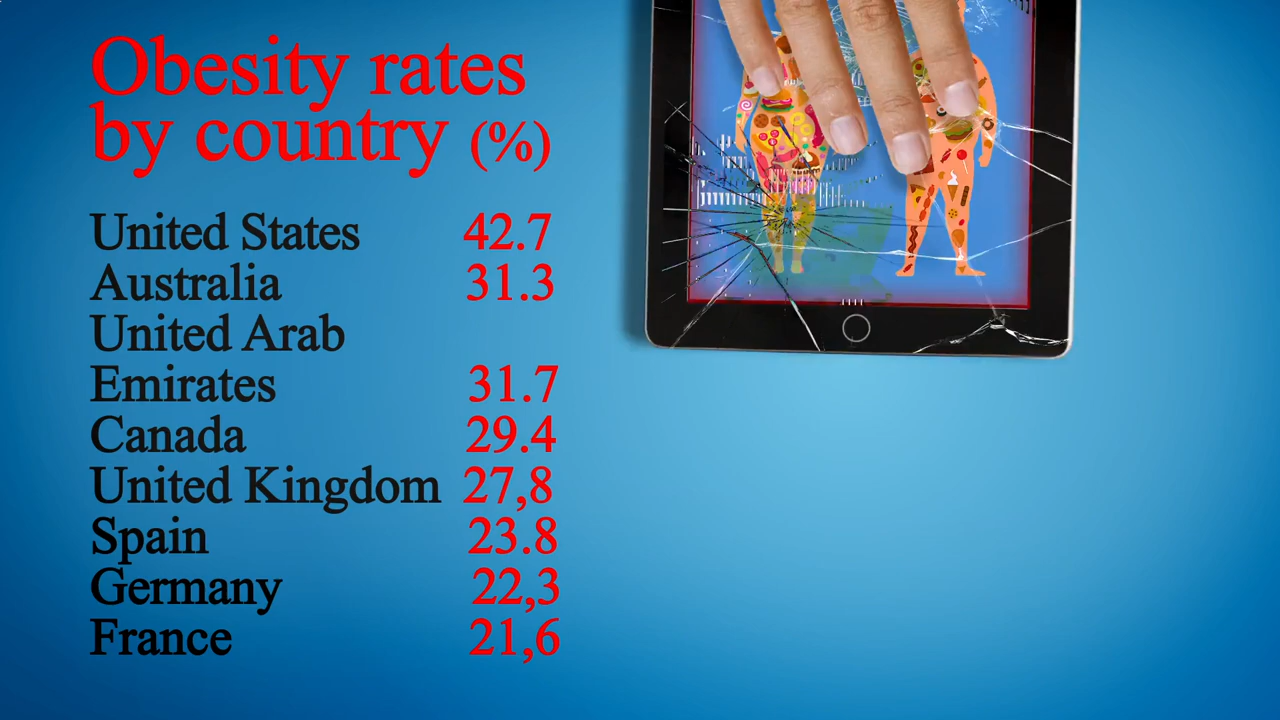 Obesity rates
by country (%)
United States 42.7
Australia 31.3
United Arab
Emirates 31.7
Canada 29.4
United Kingdom 27,8
Spain 23.8
Germany 22,3
France 21,6